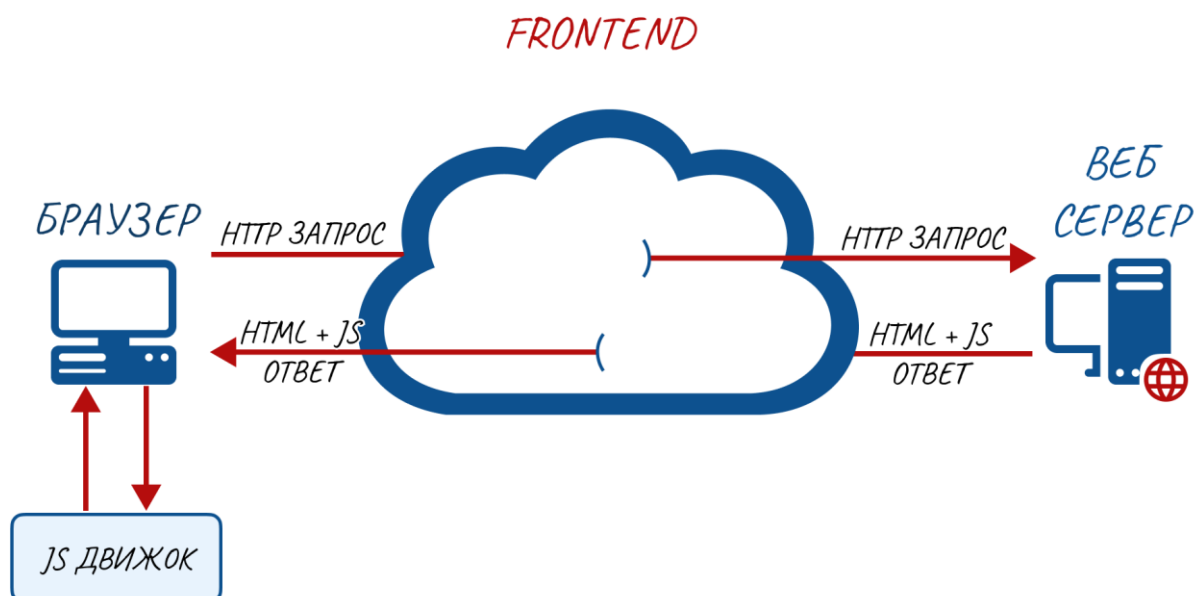 FRONTEND
ВЕБ
СЕРВЕР
БРАУЗЕР
HTTP ЗАПРОС
HTTP ЗАПРОС
HTML + JS
ОТВЕТ
HTML + JS
ОТВЕТ
JS ДВИЖОК